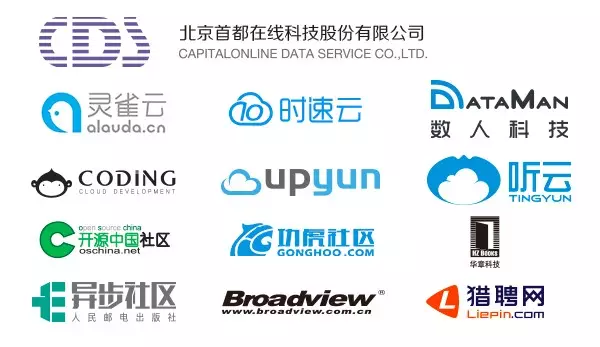 CDS
北京首都在线科技股份有限公司
CAPITALONLINE DATA SERVICE CO.,LTD.
灵雀云
alauda.cn
时速云
DATAMAN
数人科技
CODING
CLOUD DEVELOPMENT
upyun
听云
TINGYUN
open source china
开源中国社区
oschina.net
功虎社区
GONGHOO.COM
HZ Books
华章科技
异步社区
人民邮电出版社
Broadview®
www.broadview.com.cn
猎聘网
Liepin.com